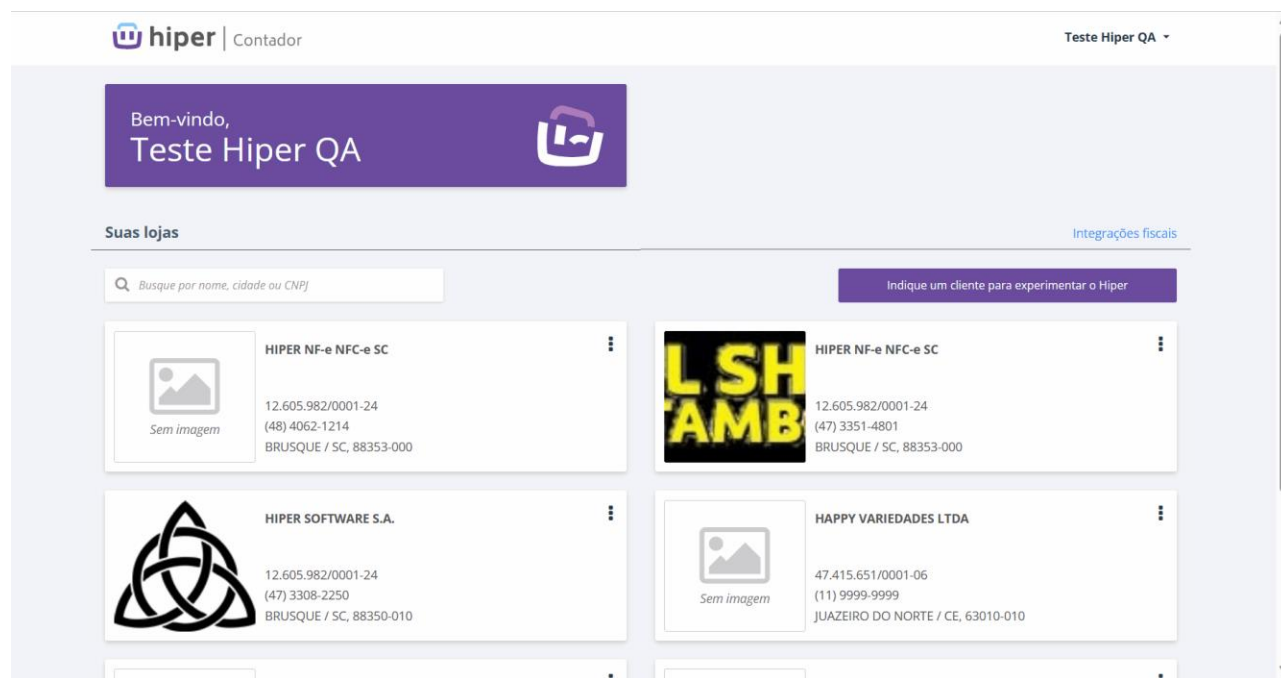 hiper | Contador
Teste Hiper QA
Bem-vindo,
Teste Hiper QA
Suas lojas
Integrações fiscais
Busque por nome, cidade ou CNPJ
Indique um cliente para experimentar o Hiper
Sem imagem
HIPER NF-e NFC-e SC
12.605.982/0001-24
(48) 4062-1214
BRUSQUE / SC, 88353-000
L SH
TAMB
HIPER NF-e NFC-e SC
12.605.982/0001-24
(47) 3351-4801
BRUSQUE / SC, 88353-000
HIPER SOFTWARE S.A.
12.605.982/0001-24
(47) 3308-2250
BRUSQUE / SC, 88350-010
Sem imagem
HAPPY VARIEDADES LTDA
47.415.651/0001-06
(11) 9999-9999
JUAZEIRO DO NORTE / CE, 63010-010